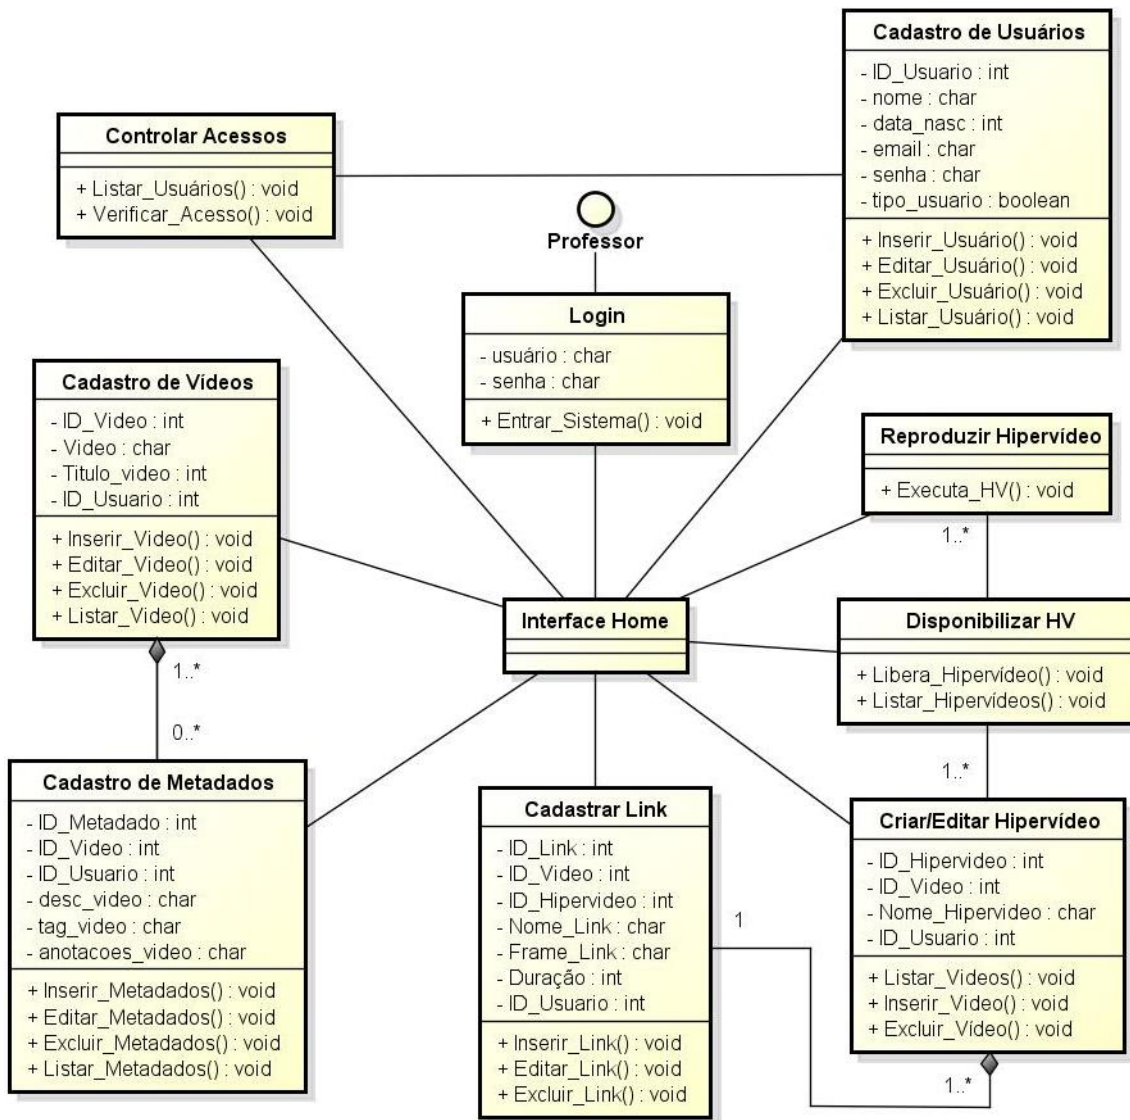 Cadastro de Usuários
- ID_Usuario : int
- nome : char
- data_nasc : int
- email : char
- senha : char
- tipo_usuario : boolean
+ Inserir_Usuário() : void
+ Editar_Usuário() : void
+ Excluir_Usuário() : void
+ Listar_Usuário() : void
Controlar Acessos
+ Listar_Usuários() : void
+ Verificar_Acesso() : void
Professor
Login
- usuário : char
- senha : char
+ Entrar_Sistema() : void
Cadastro de Vídeos
- ID_Video : int
- Video : char
- Titulo_video : int
- ID_Usuario : int
+ Inserir_Video() : void
+ Editar_Video() : void
+ Excluir_Video() : void
+ Listar_Video() : void
1..*
0..*
Reproduzir Hipervídeo
+ Executa_HV() : void
1..*
Interface Home
Disponibilizar HV
+ Libera_Hipervídeo() : void
+ Listar_Hipervídeos() : void
1..*
Cadastro de Metadados
- ID_Metadado : int
- ID_Video : int
- ID_Usuario : int
- desc_video : char
- tag_video : char
- anotacoes_video : char
+ Inserir_Metadados() : void
+ Editar_Metadados() : void
+ Excluir_Metadados() : void
+ Listar_Metadados() : void
Cadastrar Link
- ID_Link : int
- ID_Video : int
- ID_Hipervideo : int
- Nome_Link : char
- Frame_Link : char
- Duração : int
- ID_Usuario : int
+ Inserir_Link() : void
+ Editar_Link() : void
+ Excluir_Link() : void
1
Criar/Editar Hipervídeo
- ID_Hipervideo : int
- ID_Video : int
- Nome_Hipervideo : char
- ID_Usuario : int
+ Listar_Videos() : void
+ Inserir_Video() : void
+ Excluir_Vídeo() : void
1..*